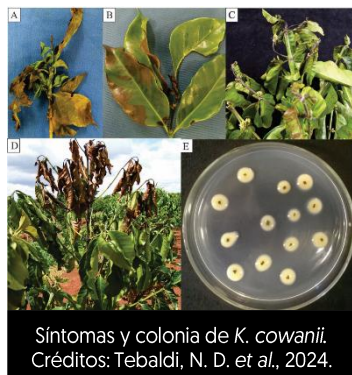 A
B
C
D
E
Síntomas y colonia de K. cowanii.
Créditos: Tebaldi, N. D. et al., 2024.